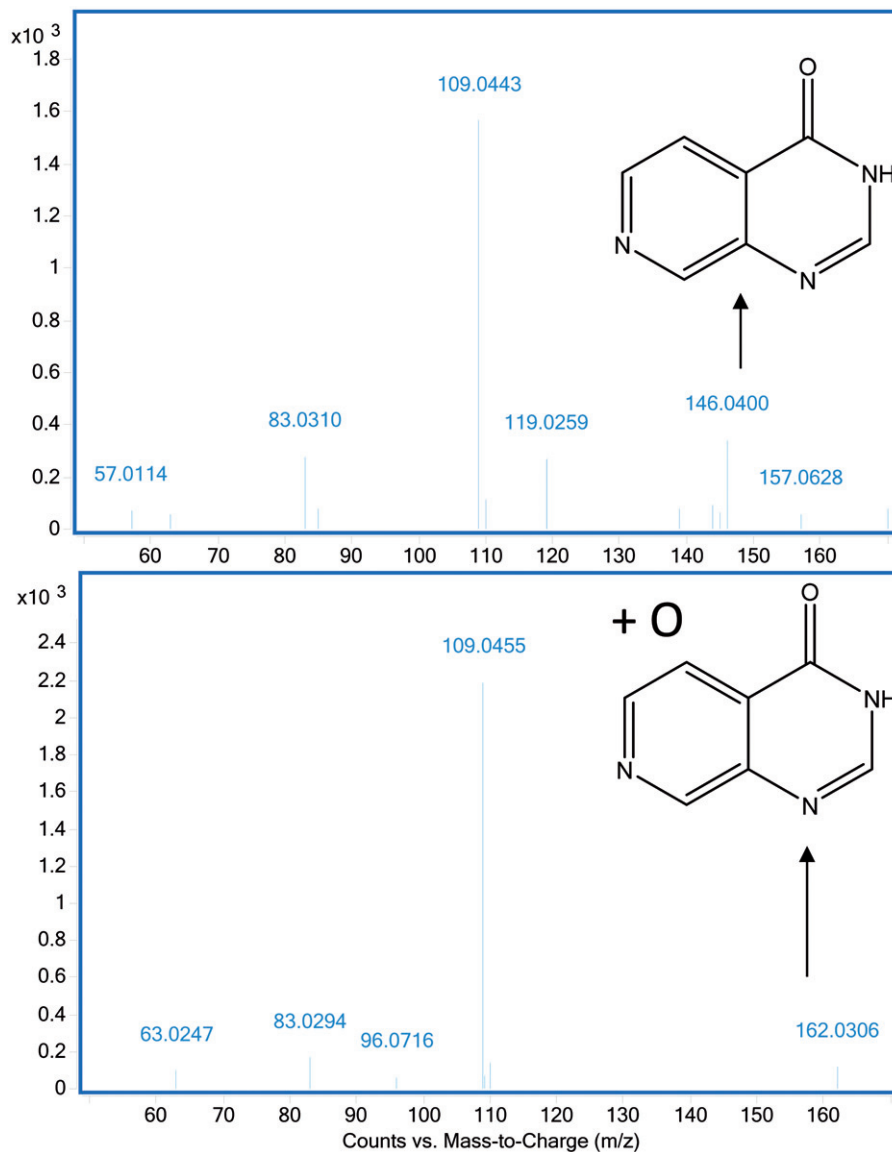 x10 3
1.8
1.6
1.4
1.2
1
0.8
0.6
0.4
0.2
0
109.0443
83.0310
57.0114
119.0259
146.0400
157.0628
O
NH
N
N
60 70 80 90 100 110 120 130 140 150 160
x10 3
2.4
2.2
2
1.8
1.6
1.4
1.2
1
0.8
0.6
0.4
0.2
0
109.0455
63.0247
83.0294
96.0716
162.0306
+ O
O
NH
N
N
60 70 80 90 100 110 120 130 140 150 160
Counts vs. Mass-to-Charge (m/z)